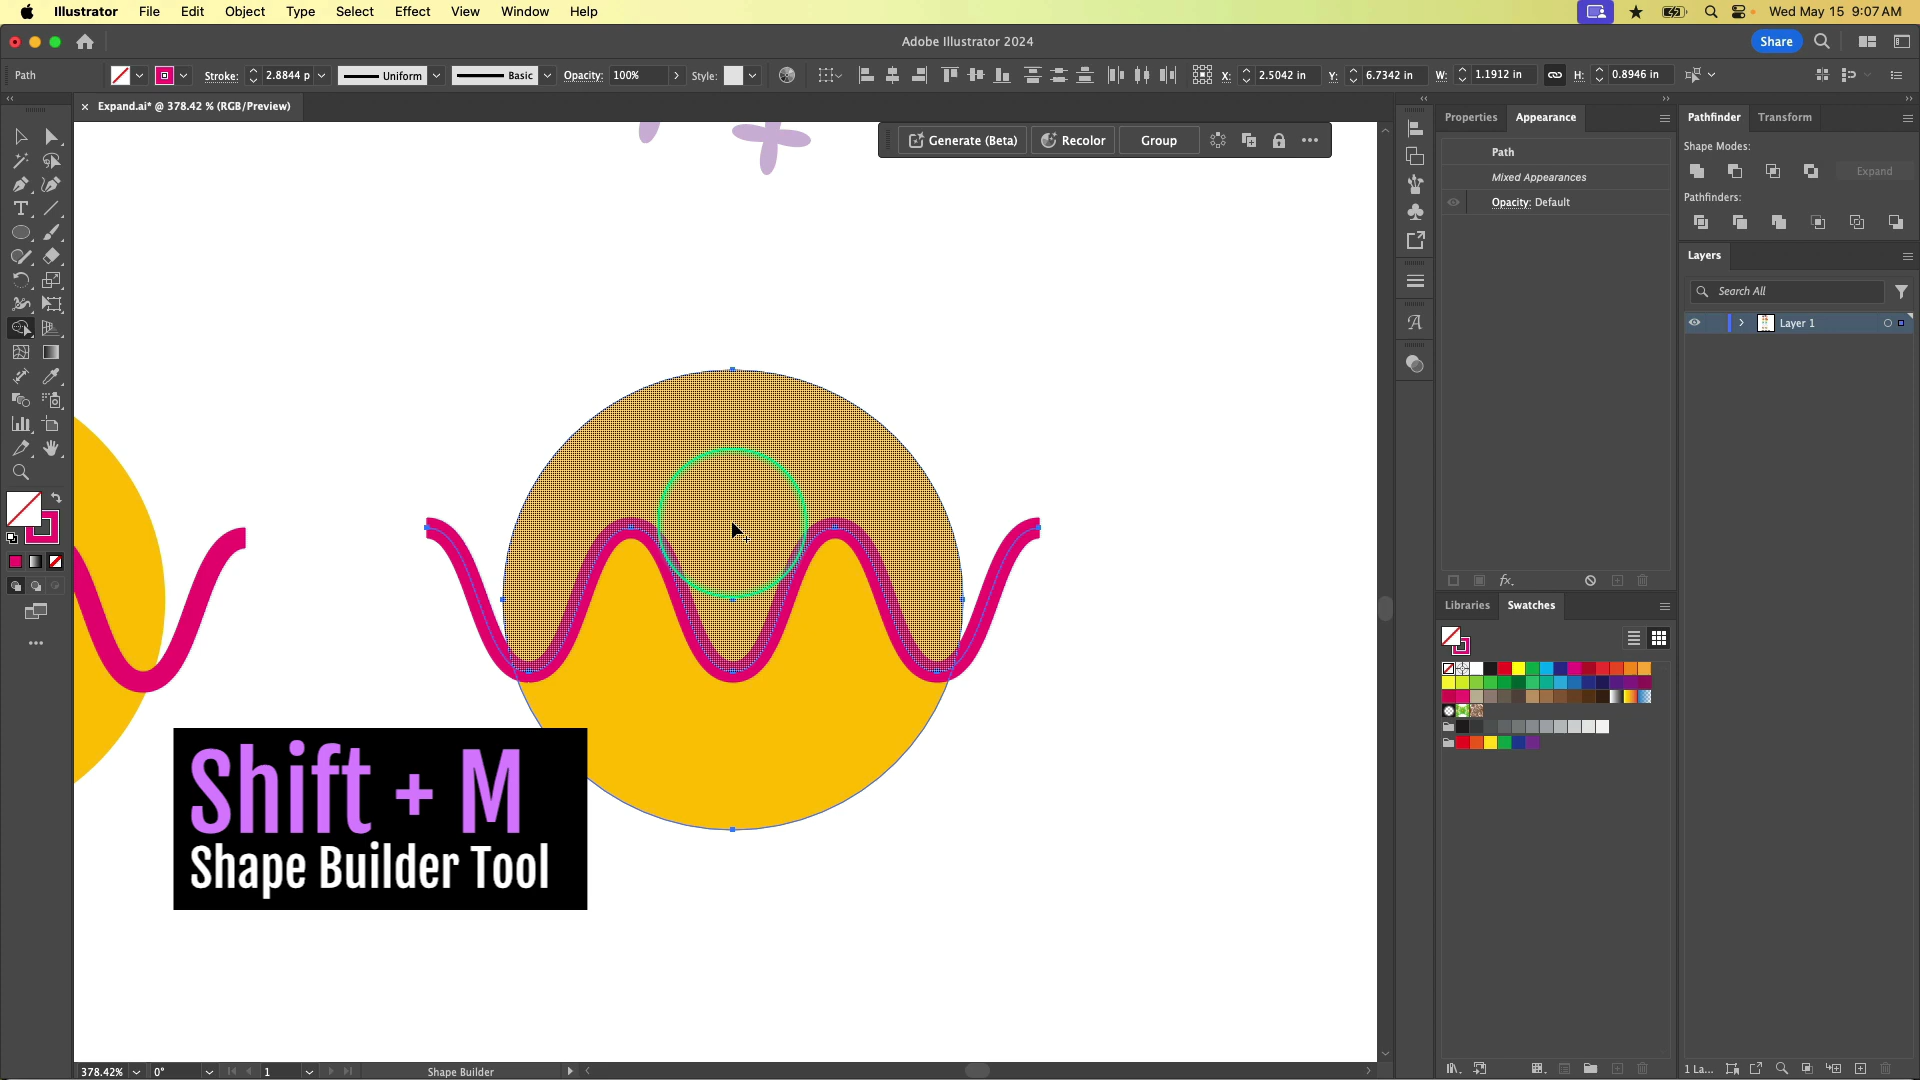 Illustrator File Edit Object Type Select Effect View Window Help
Wed May 15 9:07 AM
Adobe Illustrator 2024
Share
Path
Stroke: 2.8844 p
Uniform
Basic
Opacity: 100%
Style:
X: 2.5042 in
Y: 6.7342 in
W: 1.1912 in
H: 0.8946 in
Expand.ai* @ 378.42 % (RGB/Preview)
Generate (Beta)
Recolor
Group
Properties
Appearance
Path
Mixed Appearances
Opacity: Default
Pathfinder
Transform
Shape Modes:
Expand
Pathfinders:
Layers
Search All
Layer 1
Libraries
Swatches
Shift + M
Shape Builder Tool
378.42%
0°
1
Shape Builder
1 La...